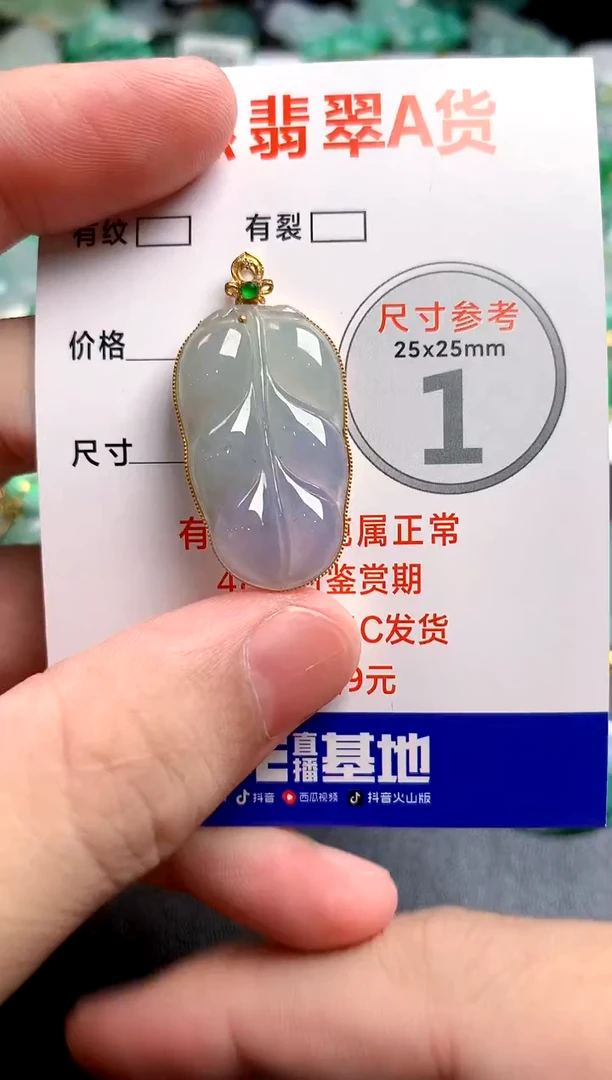 翡翠A货
有纹
有裂
价格
尺寸
尺寸参考
25x25mm
1
有 属正常
4 鉴赏期
C发货
9元
直播基地
抖音 西瓜视频 抖音火山版